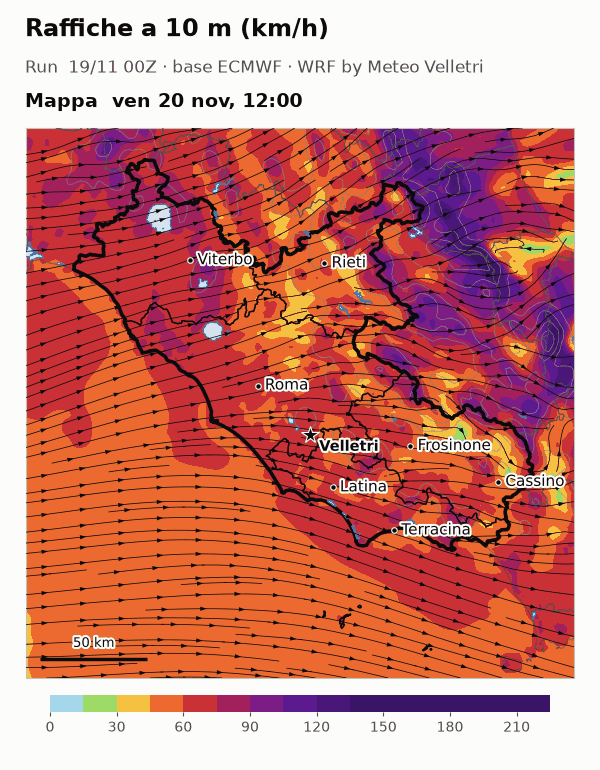 Raffiche a 10 m (km/h)
Run  19/11 00Z · base ECMWF · WRF by Meteo Velletri
Mappa  ven 20 nov, 12:00
Viterbo
Rieti
Roma
Velletri
Frosinone
Cassino
Latina
Terracina
50 km
0 30 60 90 120 150 180 210